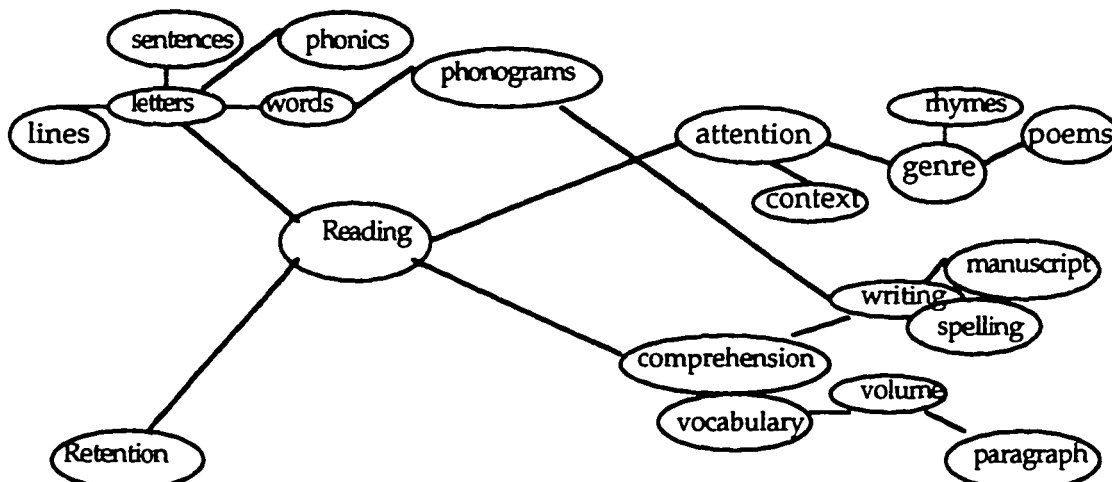 sentences
phonics
phonograms
letters
words
lines
rhymes
attention
poems
genre
context
Reading
manuscript
writing
spelling
comprehension
volume
vocabulary
Retention
paragraph